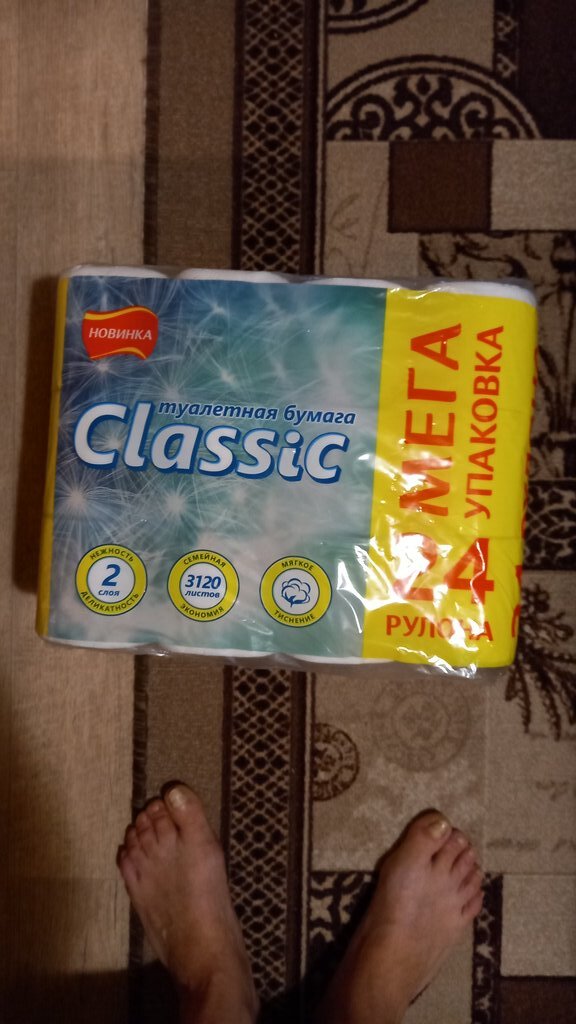 НОВИНКА
туалетная бумага
Classic
НЕЖНОСТЬ
2
слоя
ДЕЛИКАТНОСТЬ
СЕМЕЙНАЯ
3120
листов
ЭКОНОМИЯ
МЯГКОЕ
ТИСНЕНИЕ
МЕГА
УПАКОВКА
24
РУЛОНА